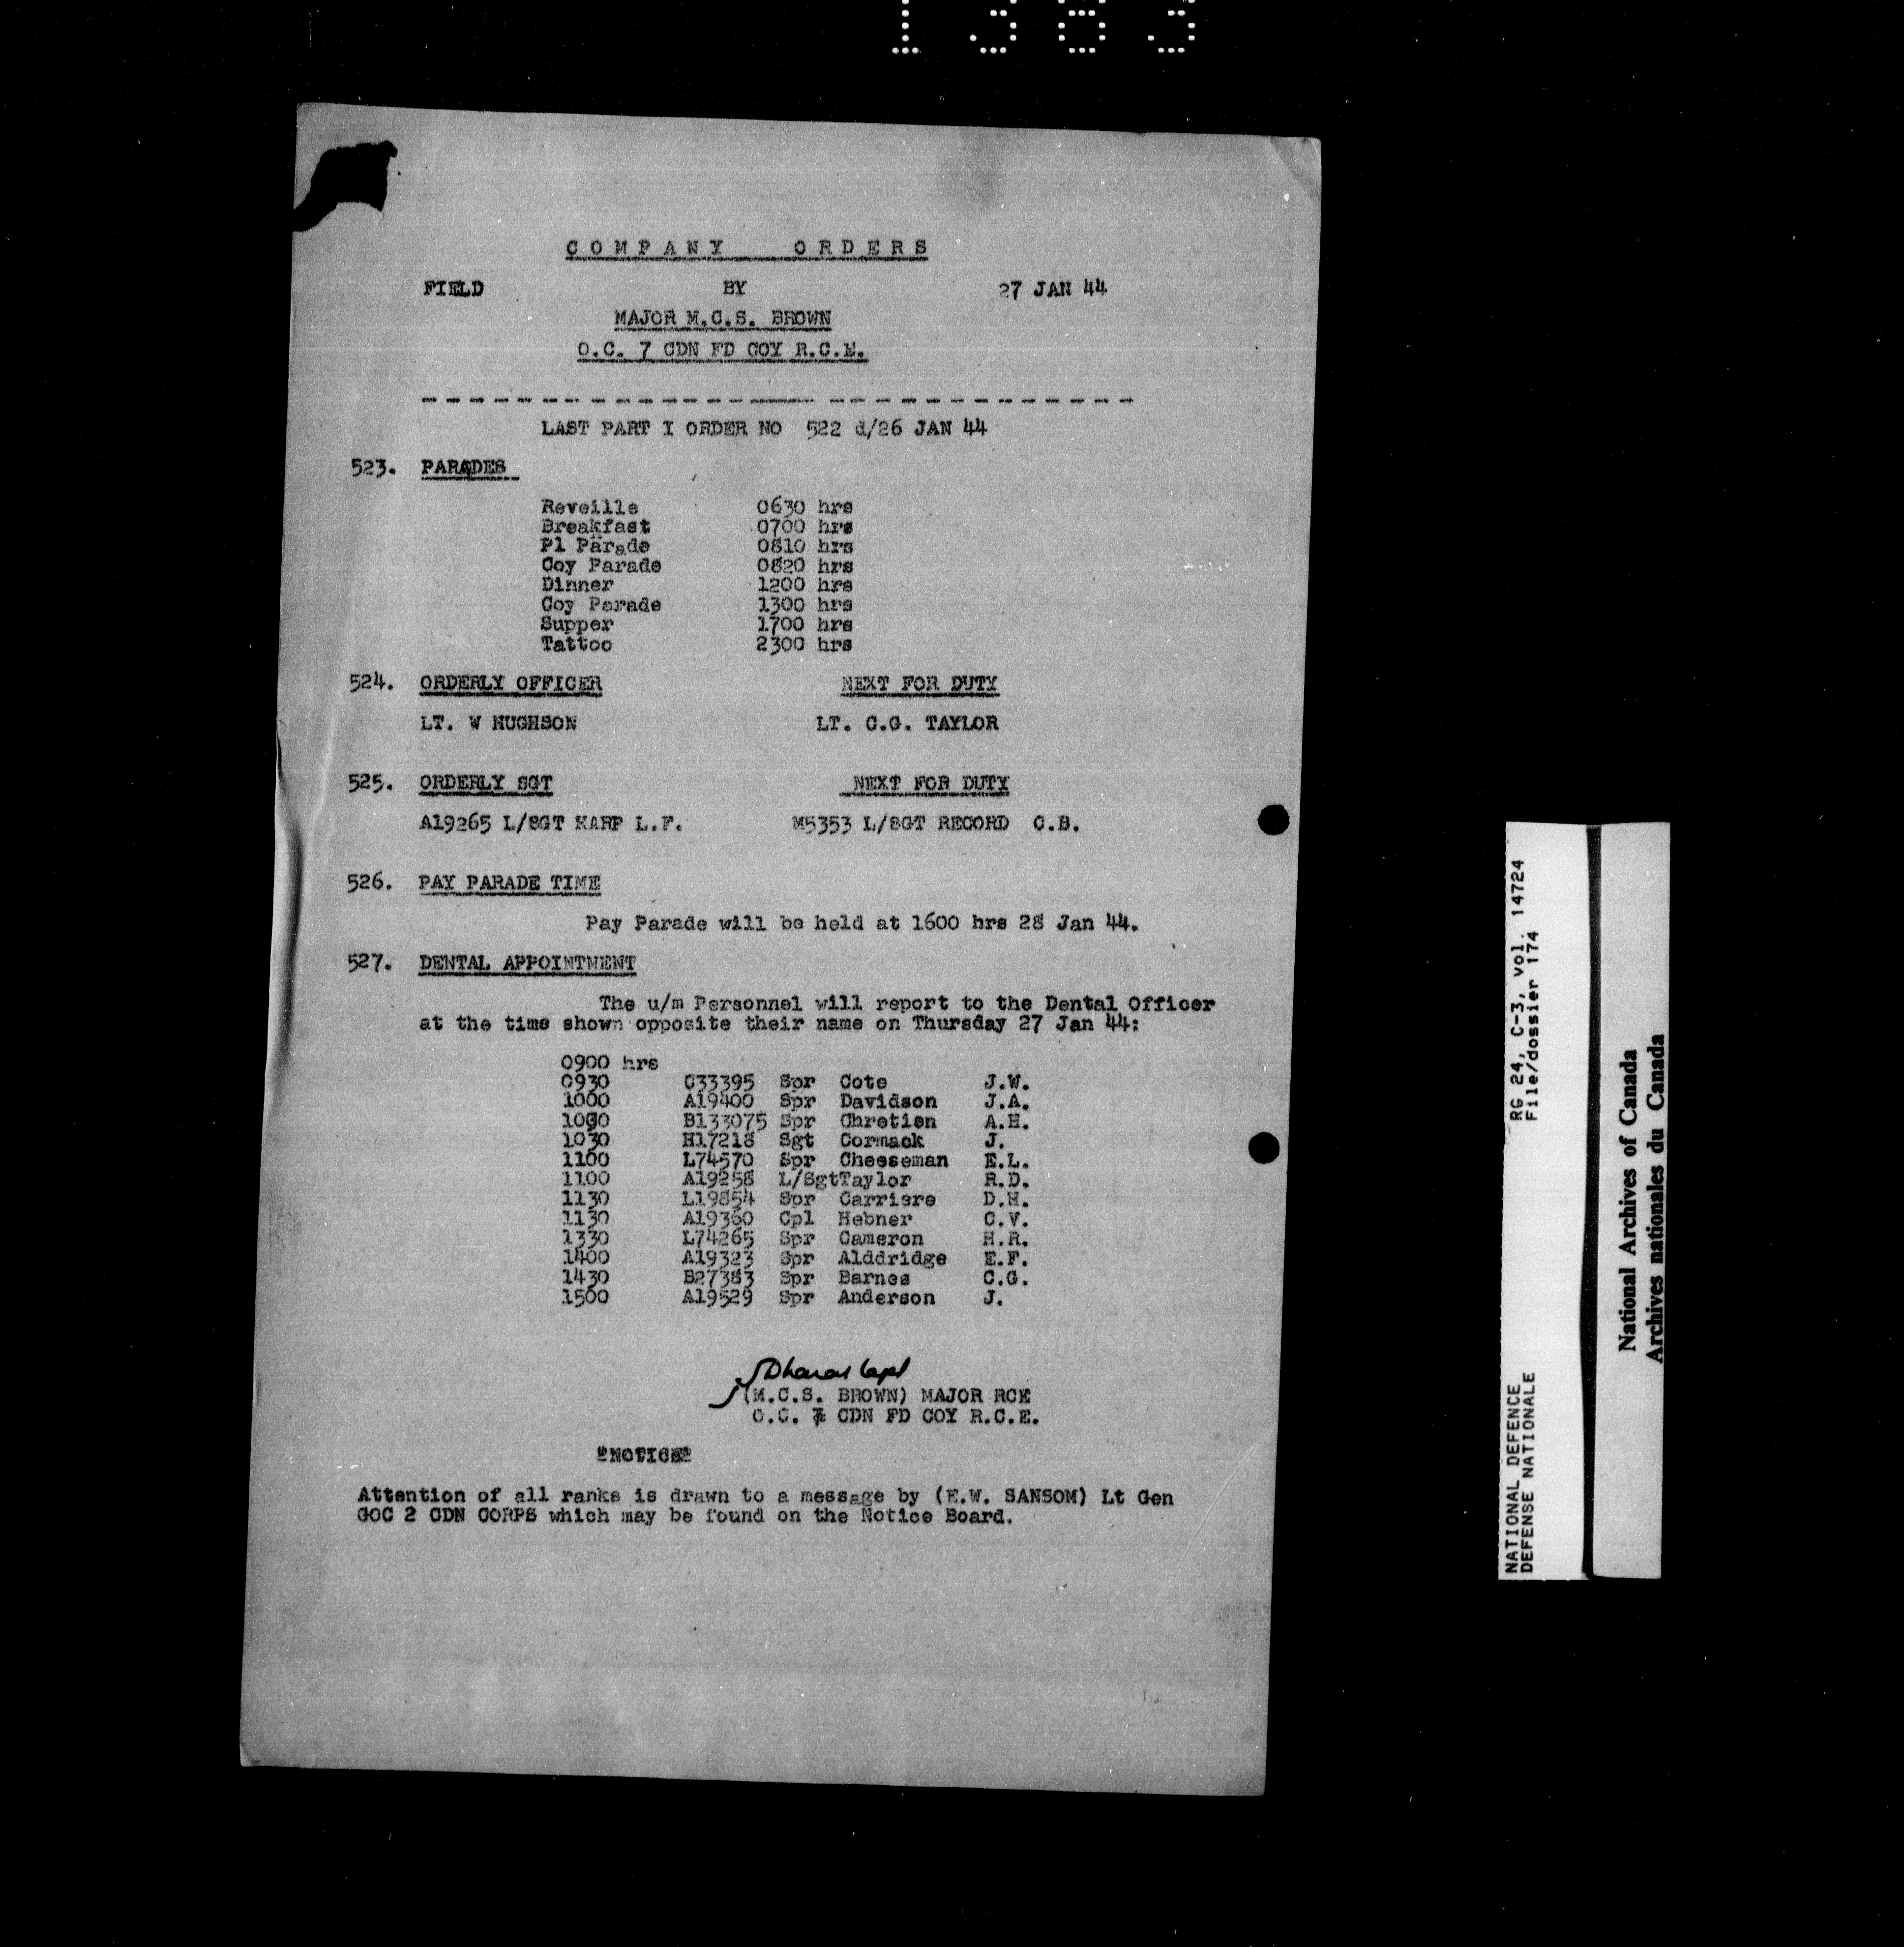 1383
COMPANY ORDERS
FIELD BY 27 JAN 44
MAJOR M.C.S. BROWN
O.C. 7 CDN FD COY R.C.E.
LAST PART I ORDER NO 522 d/26 JAN 44
523. PARADES
Reveille 0630 hrs
Breakfast 0700 hrs
Pl Parade 0810 hrs
Coy Parade 0820 hrs
Dinner 1200 hrs
Coy Parade 1300 hrs
Supper 1700 hrs
Tattoo 2300 hrs
524. ORDERLY OFFICER NEXT FOR DUTY
LT. W HUGHSON LT. C.G. TAYLOR
525. ORDERLY SGT NEXT FOR DUTY
A19265 L/SGT KARP L.F. M5353 L/SGT RECORD C.B.
526. PAY PARADE TIME
Pay Parade will be held at 1600 hrs 28 Jan 44.
527. DENTAL APPOINTMENT
The u/m Personnel will report to the Dental Officer
at the time shown opposite their name on Thursday 27 Jan 44:
0900 hrs
0930 C33395 Spr Cote J.W.
1000 A19400 Spr Davidson J.A.
1000 B133075 Spr Chretien A.H.
1030 H17218 Sgt Cormack J.
1100 L74570 Spr Cheeseman E.L.
1100 A19258 L/SgtTaylor R.D.
1130 L19854 Spr Carriere D.H.
1130 A19360 Cpl Hebner C.V.
1330 L74265 Spr Cameron H.R.
1400 A19323 Spr Alddridge E.F.
1430 B27383 Spr Barnes C.G.
1500 A19529 Spr Anderson J.
Capt
(M.C.S. BROWN) MAJOR RCE
O.C. 7 CDN FD COY R.C.E.
"NOTICE"
Attention of all ranks is drawn to a message by (E.W. SANSOM) Lt Gen
GOC 2 CDN CORPS which may be found on the Notice Board.
RG 24, C-3, vol. 14724
File/dossier 174
NATIONAL DEFENCE
DEFENSE NATIONALE
National Archives of Canada
Archives nationales du Canada